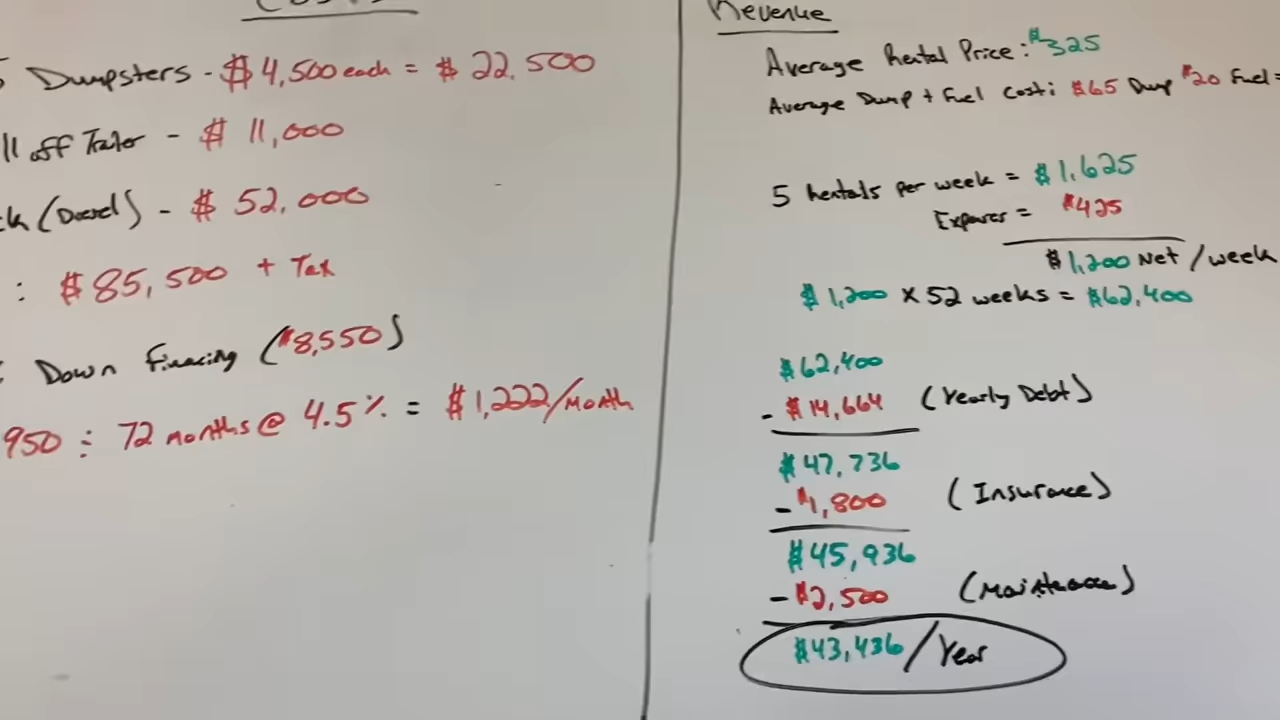 Costs
5 Dumpsters - $4,500 each = $22,500
ll off Trailer - $11,000
ck (Diesel) - $52,000
: $85,500 + Tax
Down Financing ($8,550)
950 ÷ 72 months @ 4.5% = $1,222/Month
Revenue
Average Rental Price: $325
Average Dump + Fuel Cost: $65 Dump $20 Fuel =
5 Rentals per week = $1,625
Expenses = $425
$1,200 Net/week
$1,200 x 52 weeks = $62,400
$62,400
- $14,664 (Yearly Debt)
$47,736
- $1,800 (Insurance)
$45,936
- $2,500 (Maintenance)
$43,436/Year